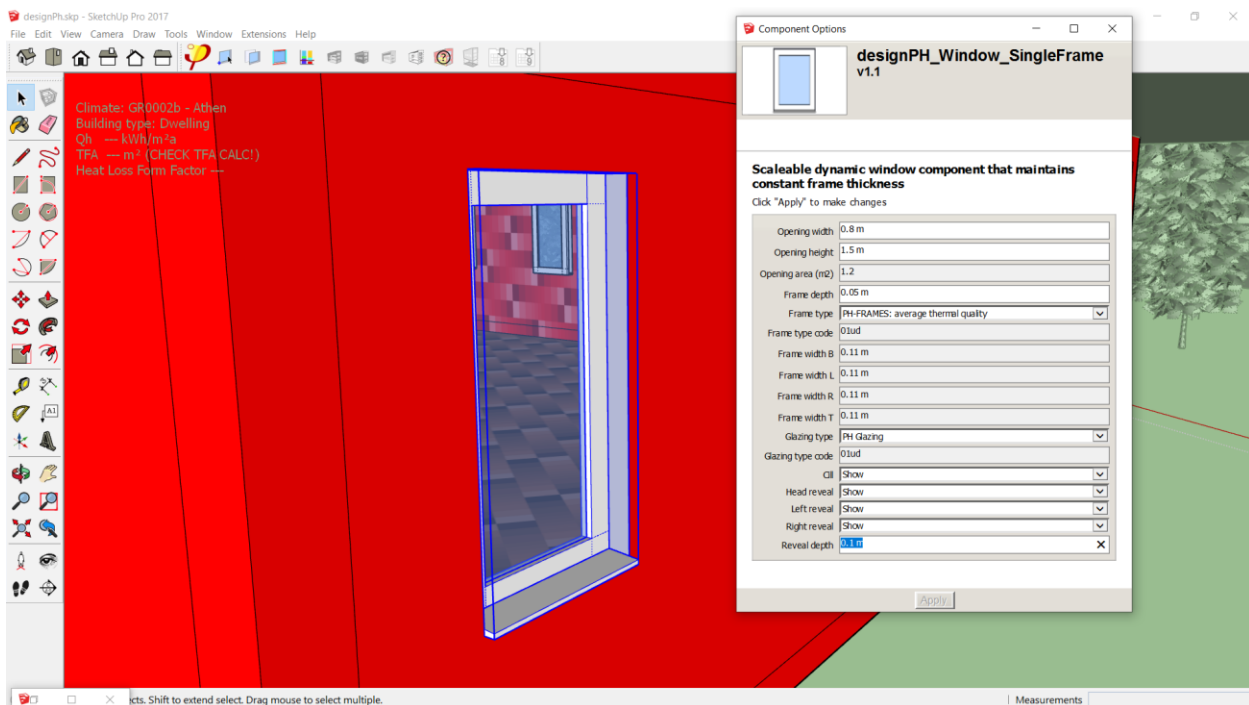 designPh.skp - SketchUp Pro 2017
File Edit View Camera Draw Tools Window Extensions Help
Climate: GR0002b - Athen
Building type: Dwelling
Qh --- kWh/m²a
TFA --- m² (CHECK TFA CALC!)
Heat Loss Form Factor ---
Component Options
designPH_Window_SingleFrame
v1.1
Scaleable dynamic window component that maintains
constant frame thickness
Click "Apply" to make changes
Opening width 0.8 m
Opening height 1.5 m
Opening area (m2) 1.2
Frame depth 0.05 m
Frame type PH-FRAMES: average thermal quality
Frame type code 01ud
Frame width B 0.11 m
Frame width L 0.11 m
Frame width R 0.11 m
Frame width T 0.11 m
Glazing type PH Glazing
Glazing type code 01ud
Cill Show
Head reveal Show
Left reveal Show
Right reveal Show
Reveal depth 0.1 m
Apply
8
9
A1
Shift to extend select. Drag mouse to select multiple.
Measurements